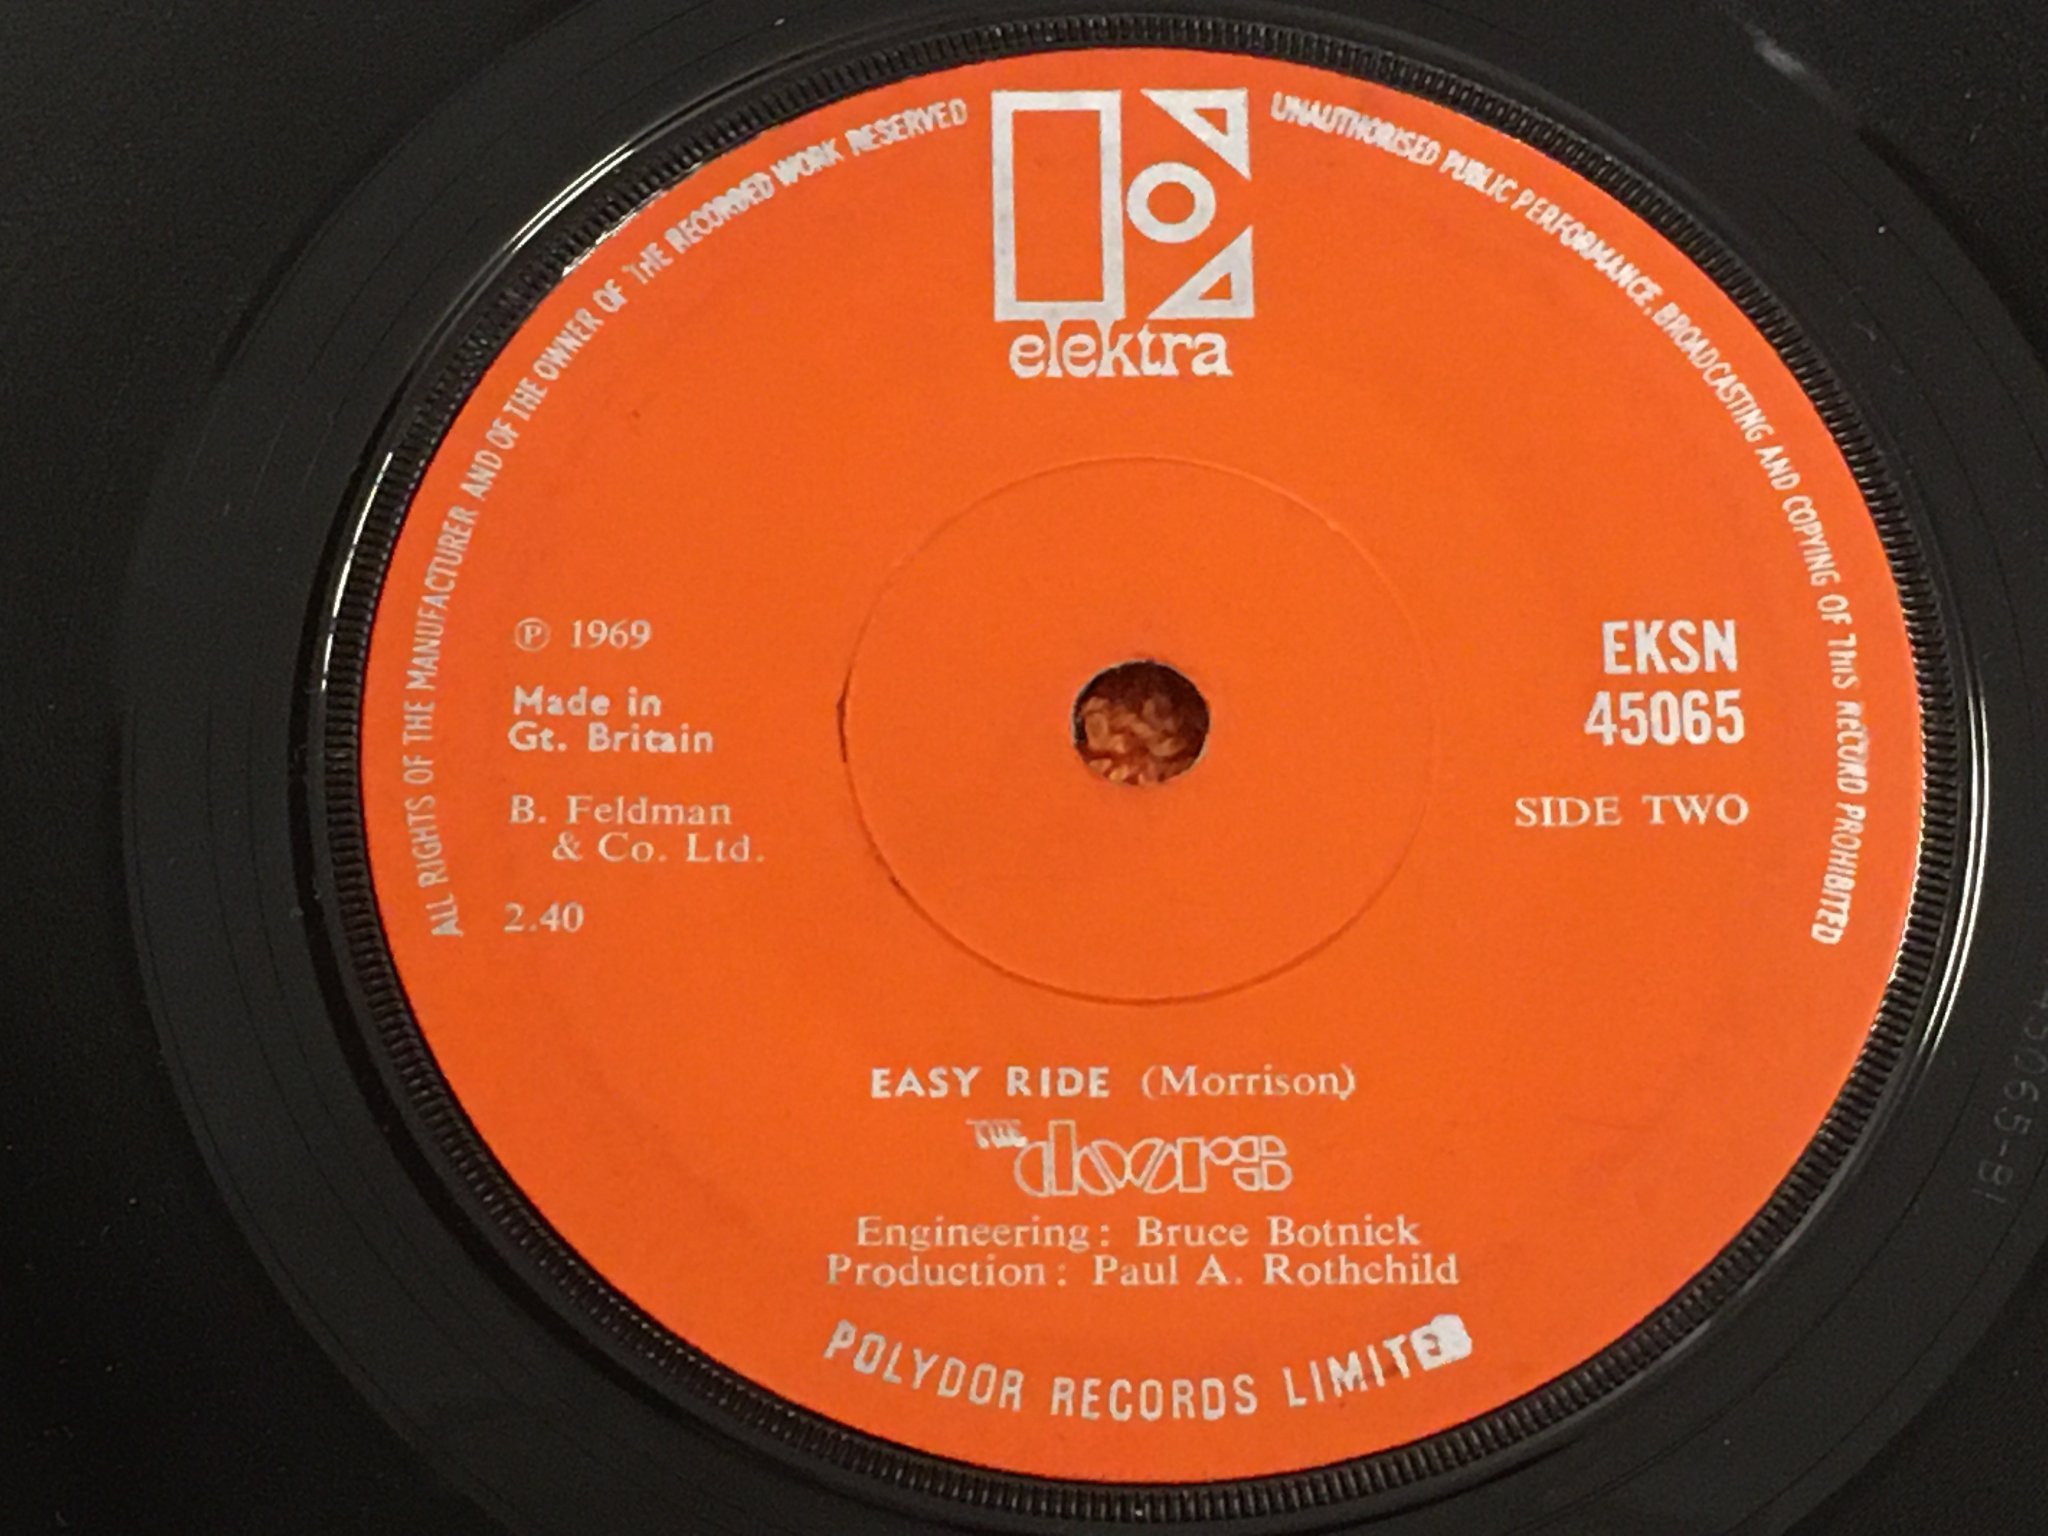 ALL RIGHTS OF THE MANUFACTURER AND OF THE OWNER OF THE RECORDED WORK RESERVED
UNAUTHORISED PUBLIC PERFORMANCE, BROADCASTING AND COPYING OF THIS RECORD PROHIBITED
elektra
℗ 1969
Made in
Gt. Britain
B. Feldman
& Co. Ltd.
2.40
EKSN
45065
SIDE TWO
EASY RIDE (Morrison)
THE doors
Engineering: Bruce Botnick
Production: Paul A. Rothchild
POLYDOR RECORDS LIMITED